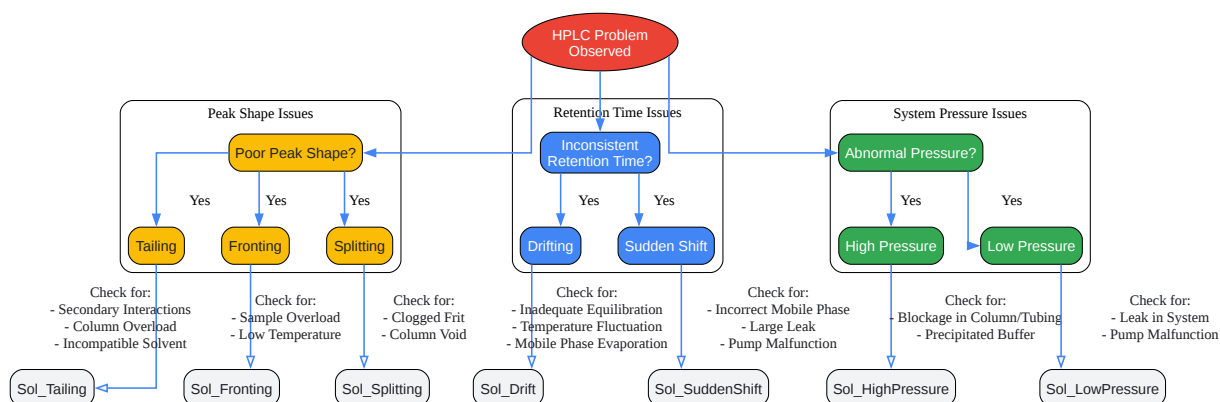 HPLC Problem
Observed
Peak Shape Issues
Retention Time Issues
System Pressure Issues
Poor Peak Shape?
Inconsistent
Retention Time?
Abnormal Pressure?
Yes
Yes
Yes
Yes
Yes
Yes
Yes
Tailing
Fronting
Splitting
Drifting
Sudden Shift
High Pressure
Low Pressure
Check for:
- Secondary Interactions
- Column Overload
- Incompatible Solvent
Check for:
- Sample Overload
- Low Temperature
Check for:
- Clogged Frit
- Column Void
Check for:
- Inadequate Equilibration
- Temperature Fluctuation
- Mobile Phase Evaporation
Check for:
- Incorrect Mobile Phase
- Large Leak
- Pump Malfunction
Check for:
- Blockage in Column/Tubing
- Precipitated Buffer
Check for:
- Leak in System
- Pump Malfunction
Sol_Tailing
Sol_Fronting
Sol_Splitting
Sol_Drift
Sol_SuddenShift
Sol_HighPressure
Sol_LowPressure